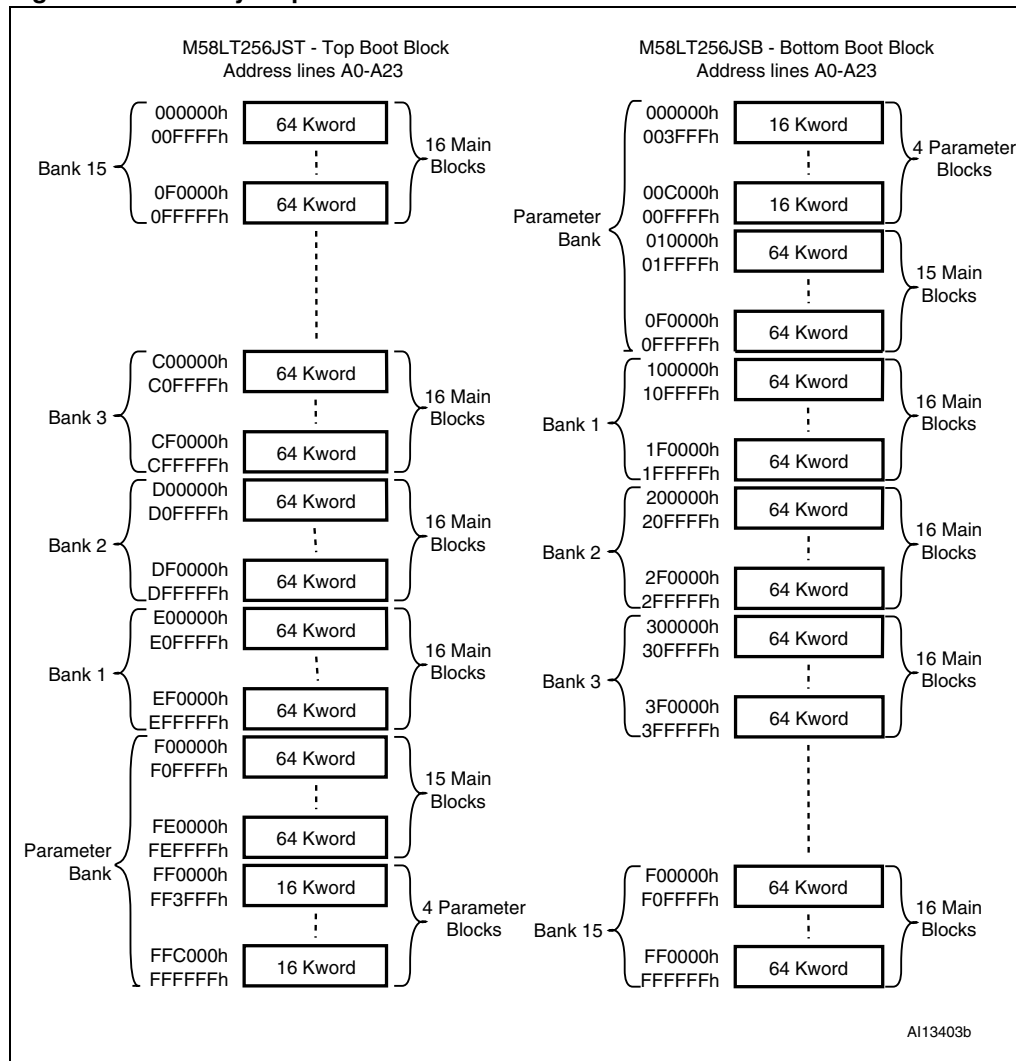 M58LT256JST - Top Boot Block
Address lines A0-A23
000000h
00FFFFh
64 Kword
Bank 15
16 Main
Blocks
0F0000h
0FFFFFh
64 Kword
C00000h
C0FFFFh
64 Kword
Bank 3
16 Main
Blocks
CF0000h
CFFFFFh
64 Kword
D00000h
D0FFFFh
64 Kword
Bank 2
16 Main
Blocks
DF0000h
DFFFFFh
64 Kword
E00000h
E0FFFFh
64 Kword
Bank 1
16 Main
Blocks
EF0000h
EFFFFFh
64 Kword
F00000h
F0FFFFh
64 Kword
15 Main
Blocks
FE0000h
FEFFFFh
64 Kword
Parameter
Bank
FF0000h
FF3FFFh
16 Kword
4 Parameter
Blocks
FFC000h
FFFFFFh
16 Kword
M58LT256JSB - Bottom Boot Block
Address lines A0-A23
000000h
003FFFh
16 Kword
4 Parameter
Blocks
00C000h
00FFFFh
16 Kword
Parameter
Bank
010000h
01FFFFh
64 Kword
15 Main
Blocks
0F0000h
0FFFFFh
64 Kword
100000h
10FFFFh
64 Kword
Bank 1
16 Main
Blocks
1F0000h
1FFFFFh
64 Kword
200000h
20FFFFh
64 Kword
Bank 2
16 Main
Blocks
2F0000h
2FFFFFh
64 Kword
300000h
30FFFFh
64 Kword
Bank 3
16 Main
Blocks
3F0000h
3FFFFFh
64 Kword
F00000h
F0FFFFh
64 Kword
Bank 15
16 Main
Blocks
FF0000h
FFFFFFh
64 Kword
AI13403b